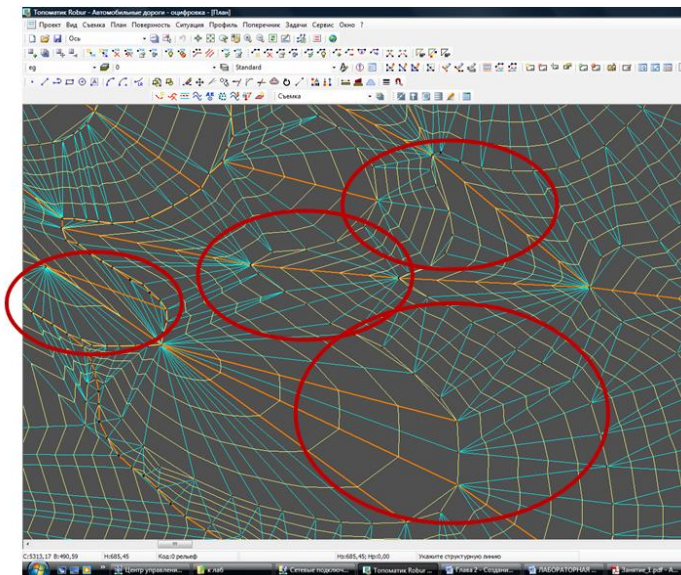 Топоматик Robur - Автомобильные дороги - оцифровка - [План]
Проект Вид Съемка План Поверхность Ситуация Профиль Поперечник Задачи Сервис Окно ?
Ось
eg 0 Standard
Съемка
С:5313,17 В:490,59 Н:685,45 Код:0 рельеф Hs:685,45; Hp:0,00 Укажите структурную линию
Центр управлени... к лаб Сетевые подключ... Топоматик Robur ... Глава 2 - Создани... ЛАБОРАТОРНАЯ ... Занятие_1.pdf - A...